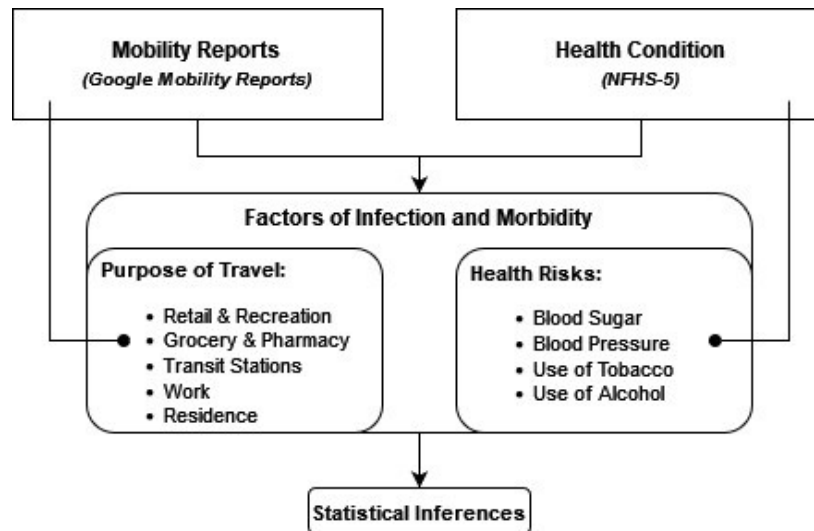 Mobility Reports
(Google Mobility Reports)
Health Condition
(NFHS-5)
Factors of Infection and Morbidity
Purpose of Travel:
• Retail & Recreation
• Grocery & Pharmacy
• Transit Stations
• Work
• Residence
Health Risks:
• Blood Sugar
• Blood Pressure
• Use of Tobacco
• Use of Alcohol
Statistical Inferences